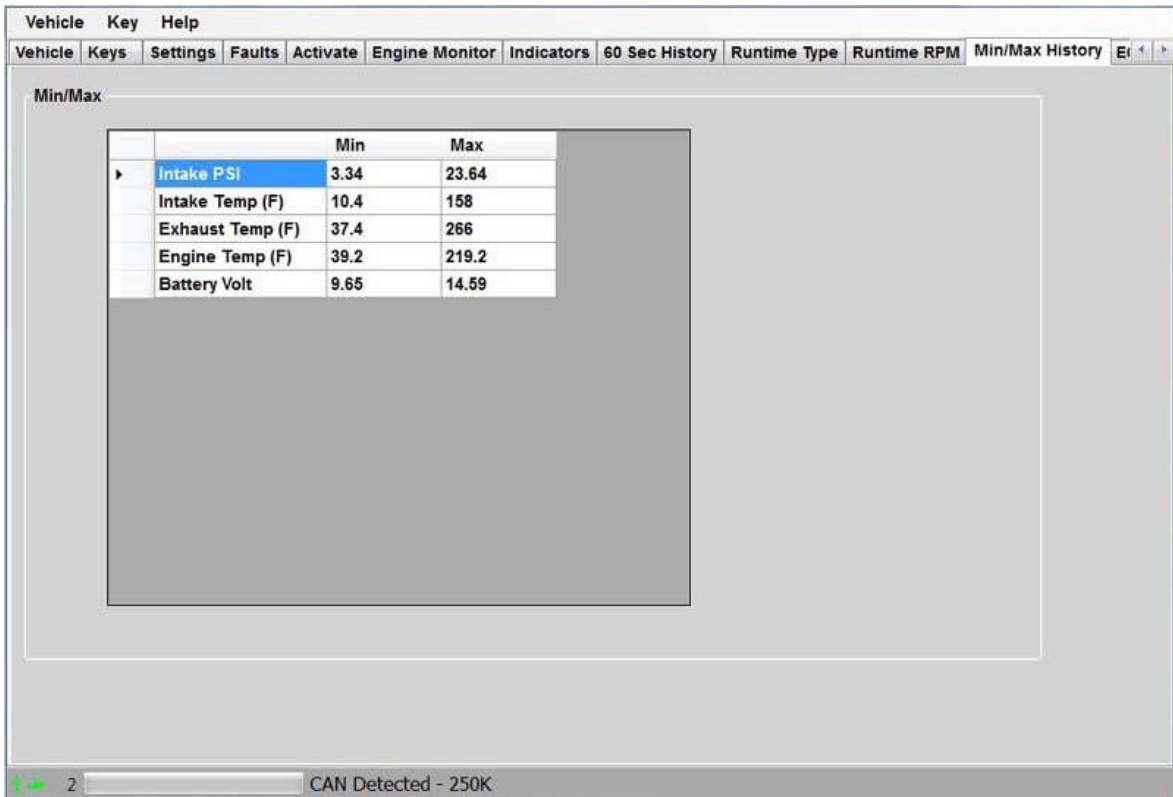 Vehicle Key Help
Vehicle Keys Settings Faults Activate Engine Monitor Indicators 60 Sec History Runtime Type Runtime RPM Min/Max History
Min/Max
Min Max
Intake PSI 3.34 23.64
Intake Temp (F) 10.4 158
Exhaust Temp (F) 37.4 266
Engine Temp (F) 39.2 219.2
Battery Volt 9.65 14.59
2 CAN Detected - 250K